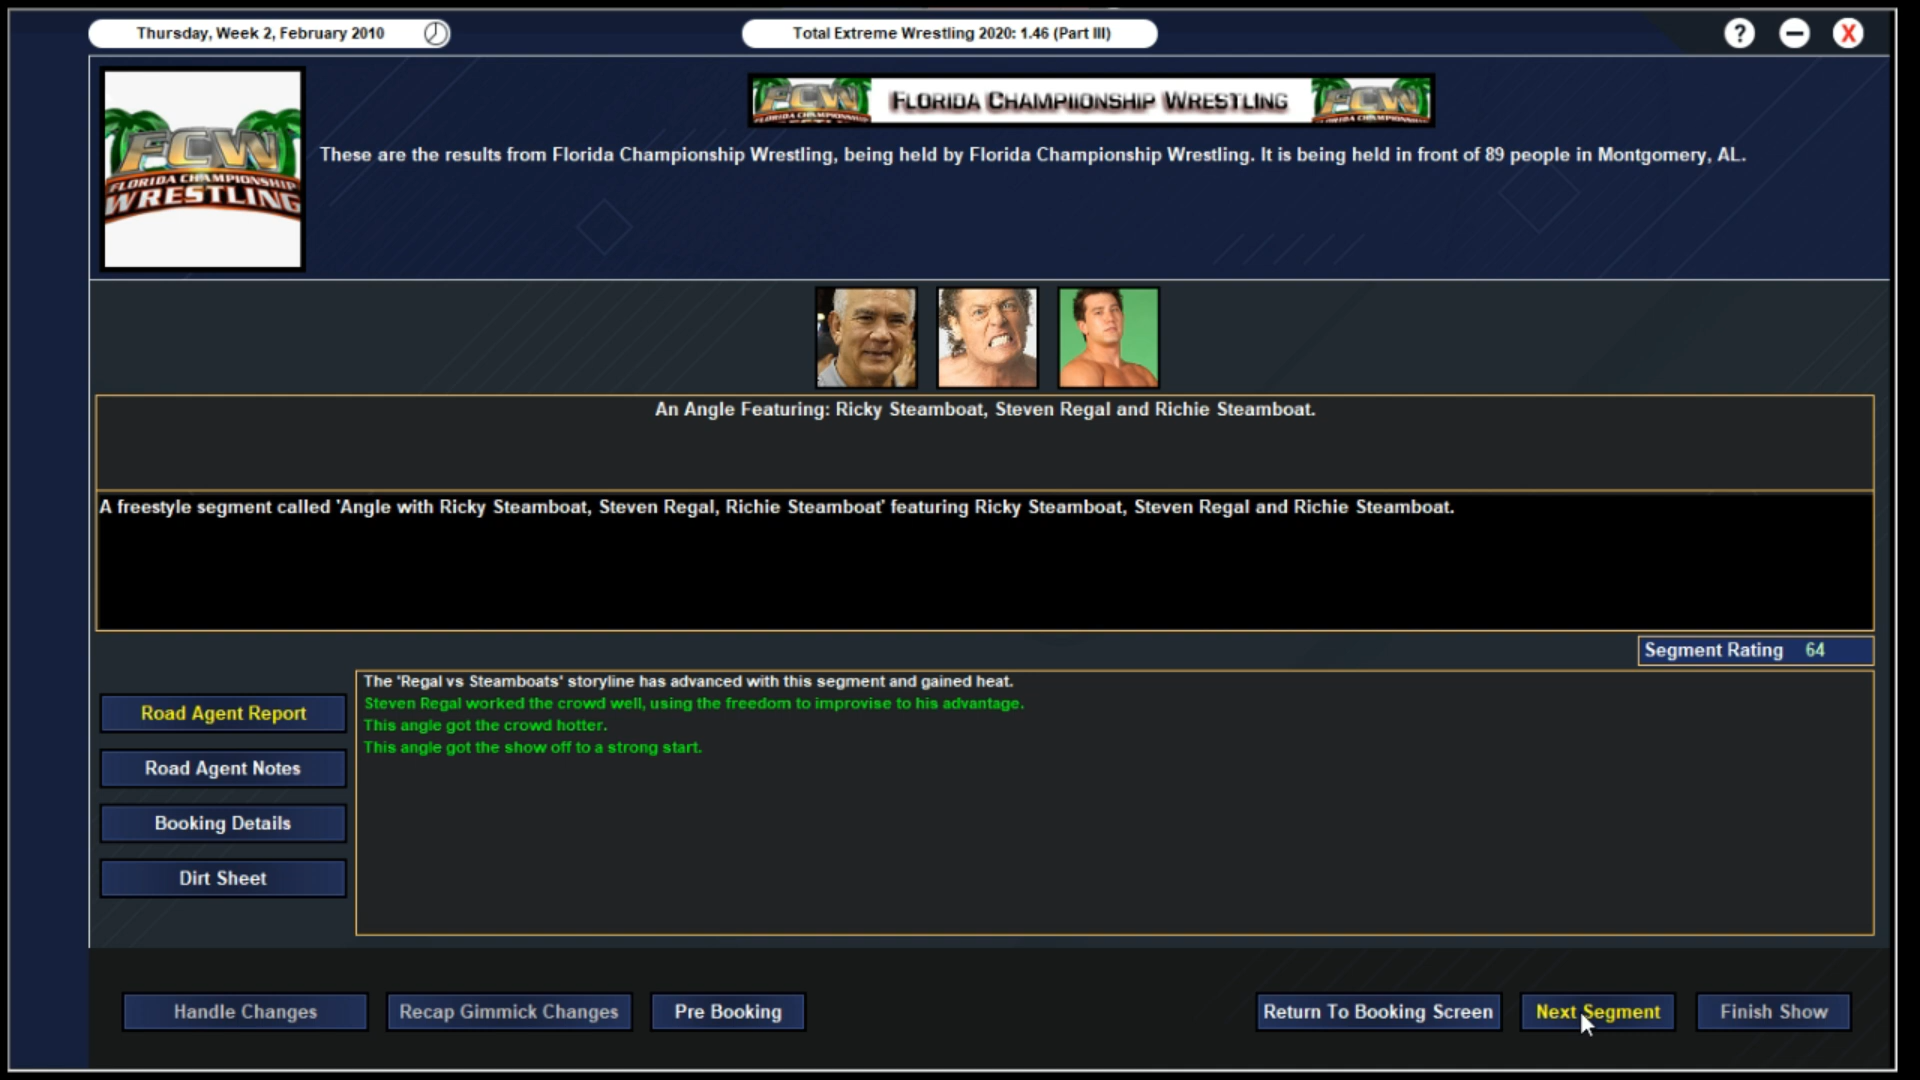 Thursday, Week 2, February 2010
Total Extreme Wrestling 2020: 1.46 (Part III)
?
X
FCW
FLORIDA CHAMPIONSHIP
WRESTLING
FCW
FLORIDA CHAMPIONSHIP
FLORIDA CHAMPIIONSHIP WRESTLING
FCW
FLORIDA CHAMPIONSHIP
These are the results from Florida Championship Wrestling, being held by Florida Championship Wrestling. It is being held in front of 89 people in Montgomery, AL.
An Angle Featuring: Ricky Steamboat, Steven Regal and Richie Steamboat.
A freestyle segment called 'Angle with Ricky Steamboat, Steven Regal, Richie Steamboat' featuring Ricky Steamboat, Steven Regal and Richie Steamboat.
Segment Rating 64
The 'Regal vs Steamboats' storyline has advanced with this segment and gained heat.
Steven Regal worked the crowd well, using the freedom to improvise to his advantage.
This angle got the crowd hotter.
This angle got the show off to a strong start.
Road Agent Report
Road Agent Notes
Booking Details
Dirt Sheet
Handle Changes
Recap Gimmick Changes
Pre Booking
Return To Booking Screen
Next Segment
Finish Show